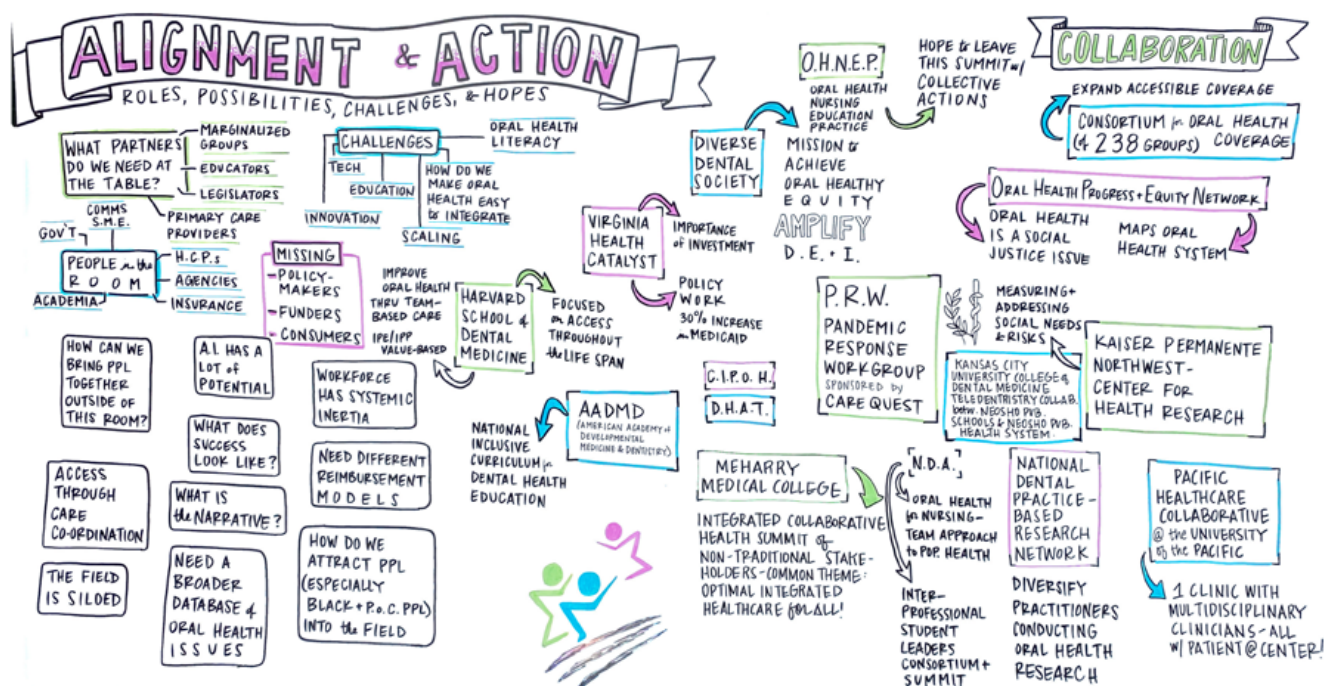 ALIGNMENT & ACTION
ROLES, POSSIBILITIES, CHALLENGES, & HOPES
WHAT PARTNERS
DO WE NEED AT
THE TABLE?
MARGINALIZED
GROUPS
EDUCATORS
LEGISLATORS
PRIMARY CARE
PROVIDERS
CHALLENGES
ORAL HEALTH
LITERACY
TECH
EDUCATION
HOW DO WE
MAKE ORAL
HEALTH EASY
to INTEGRATE
INNOVATION
SCALING
COMMS
S.M.E.
GOV'T
PEOPLE in the
ROOM
H.C.P.s
AGENCIES
ACADEMIA
INSURANCE
MISSING
-POLICY-
MAKERS
-FUNDERS
-CONSUMERS
IMPROVE
ORAL HEALTH
THRU TEAM-
BASED CARE
IPE/IPP
VALUE-BASED
HARVARD
SCHOOL of
DENTAL
MEDICINE
FOCUSED
on ACCESS
THROUGHOUT
the LIFE SPAN
HOW CAN WE
BRING PPL
TOGETHER
OUTSIDE OF
THIS ROOM?
A.I. HAS A
LOT of
POTENTIAL
WORKFORCE
HAS SYSTEMIC
INERTIA
WHAT DOES
SUCCESS
LOOK LIKE?
NEED DIFFERENT
REIMBURSEMENT
MODELS
ACCESS
THROUGH
CARE
CO-ORDINATION
WHAT IS
the NARRATIVE?
THE FIELD
IS SILOED
NEED A
BROADER
DATABASE of
ORAL HEALTH
ISSUES
HOW DO WE
ATTRACT PPL
(ESPECIALLY
BLACK + P.o.C. PPL)
INTO the FIELD
AADMD
(AMERICAN ACADEMY of
DEVELOPMENTAL
MEDICINE & DENTISTRY)
NATIONAL
INCLUSIVE
CURRICULUM for
DENTAL HEALTH
EDUCATION
VIRGINIA
HEALTH
CATALYST
IMPORTANCE
of INVESTMENT
POLICY
WORK
30% INCREASE
in MEDICAID
DIVERSE
DENTAL
SOCIETY
O.H.N.E.P.
ORAL HEALTH
NURSING
EDUCATION
PRACTICE
MISSION to
ACHIEVE
ORAL HEALTHY
EQUITY
AMPLIFY
D.E.+I.
HOPE to LEAVE
THIS SUMMIT w/
COLLECTIVE
ACTIONS
COLLABORATION
EXPAND ACCESSIBLE COVERAGE
CONSORTIUM for ORAL HEALTH
(of 238 GROUPS) COVERAGE
ORAL HEALTH PROGRESS + EQUITY NETWORK
ORAL HEALTH
IS A SOCIAL
JUSTICE ISSUE
MAPS ORAL
HEALTH SYSTEM
C.I.P.O.H.
D.H.A.T.
P.R.W.
PANDEMIC
RESPONSE
WORKGROUP
SPONSORED by
CARE QUEST
MEASURING +
ADDRESSING
SOCIAL NEEDS
& RISKS
KAISER PERMANENTE
NORTHWEST-
CENTER FOR
HEALTH RESEARCH
KANSAS CITY
UNIVERSITY COLLEGE of
DENTAL MEDICINE
TELEDENTRISTRY COLLAB.
betw. NEOSHO PUB.
SCHOOLS & NEOSHO PUB.
HEALTH SYSTEM.
MEHARRY
MEDICAL COLLEGE
INTEGRATED COLLABORATIVE
HEALTH SUMMIT of
NON-TRADITIONAL STAKE-
HOLDERS-COMMON THEME:
OPTIMAL INTEGRATED
HEALTHCARE for ALL!
N.D.A.
ORAL HEALTH
for NURSING-
TEAM APPROACH
to POP. HEALTH
INTER-
PROFESSIONAL
STUDENT
LEADERS
CONSORTIUM +
SUMMIT
NATIONAL
DENTAL
PRACTICE-
BASED
RESEARCH
NETWORK
DIVERSIFY
PRACTITIONERS
CONDUCTING
ORAL HEALTH
RESEARCH
PACIFIC
HEALTHCARE
COLLABORATIVE
@ the UNIVERSITY
of the PACIFIC
1 CLINIC WITH
MULTIDISCIPLINARY
CLINICIANS-ALL
W/ PATIENT @ CENTER!